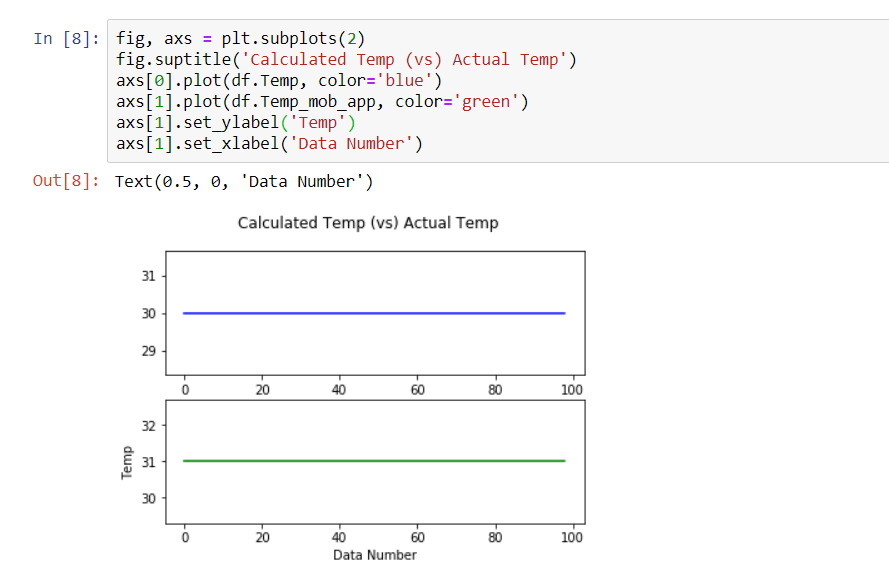 In [8]: fig, axs = plt.subplots(2)
fig.suptitle('Calculated Temp (vs) Actual Temp')
axs[0].plot(df.Temp, color='blue')
axs[1].plot(df.Temp_mob_app, color='green')
axs[1].set_ylabel('Temp')
axs[1].set_xlabel('Data Number')
Out[8]: Text(0.5, 0, 'Data Number')
Calculated Temp (vs) Actual Temp
31
30
29
0 20 40 60 80 100
32
31
30
Temp
0 20 40 60 80 100
Data Number